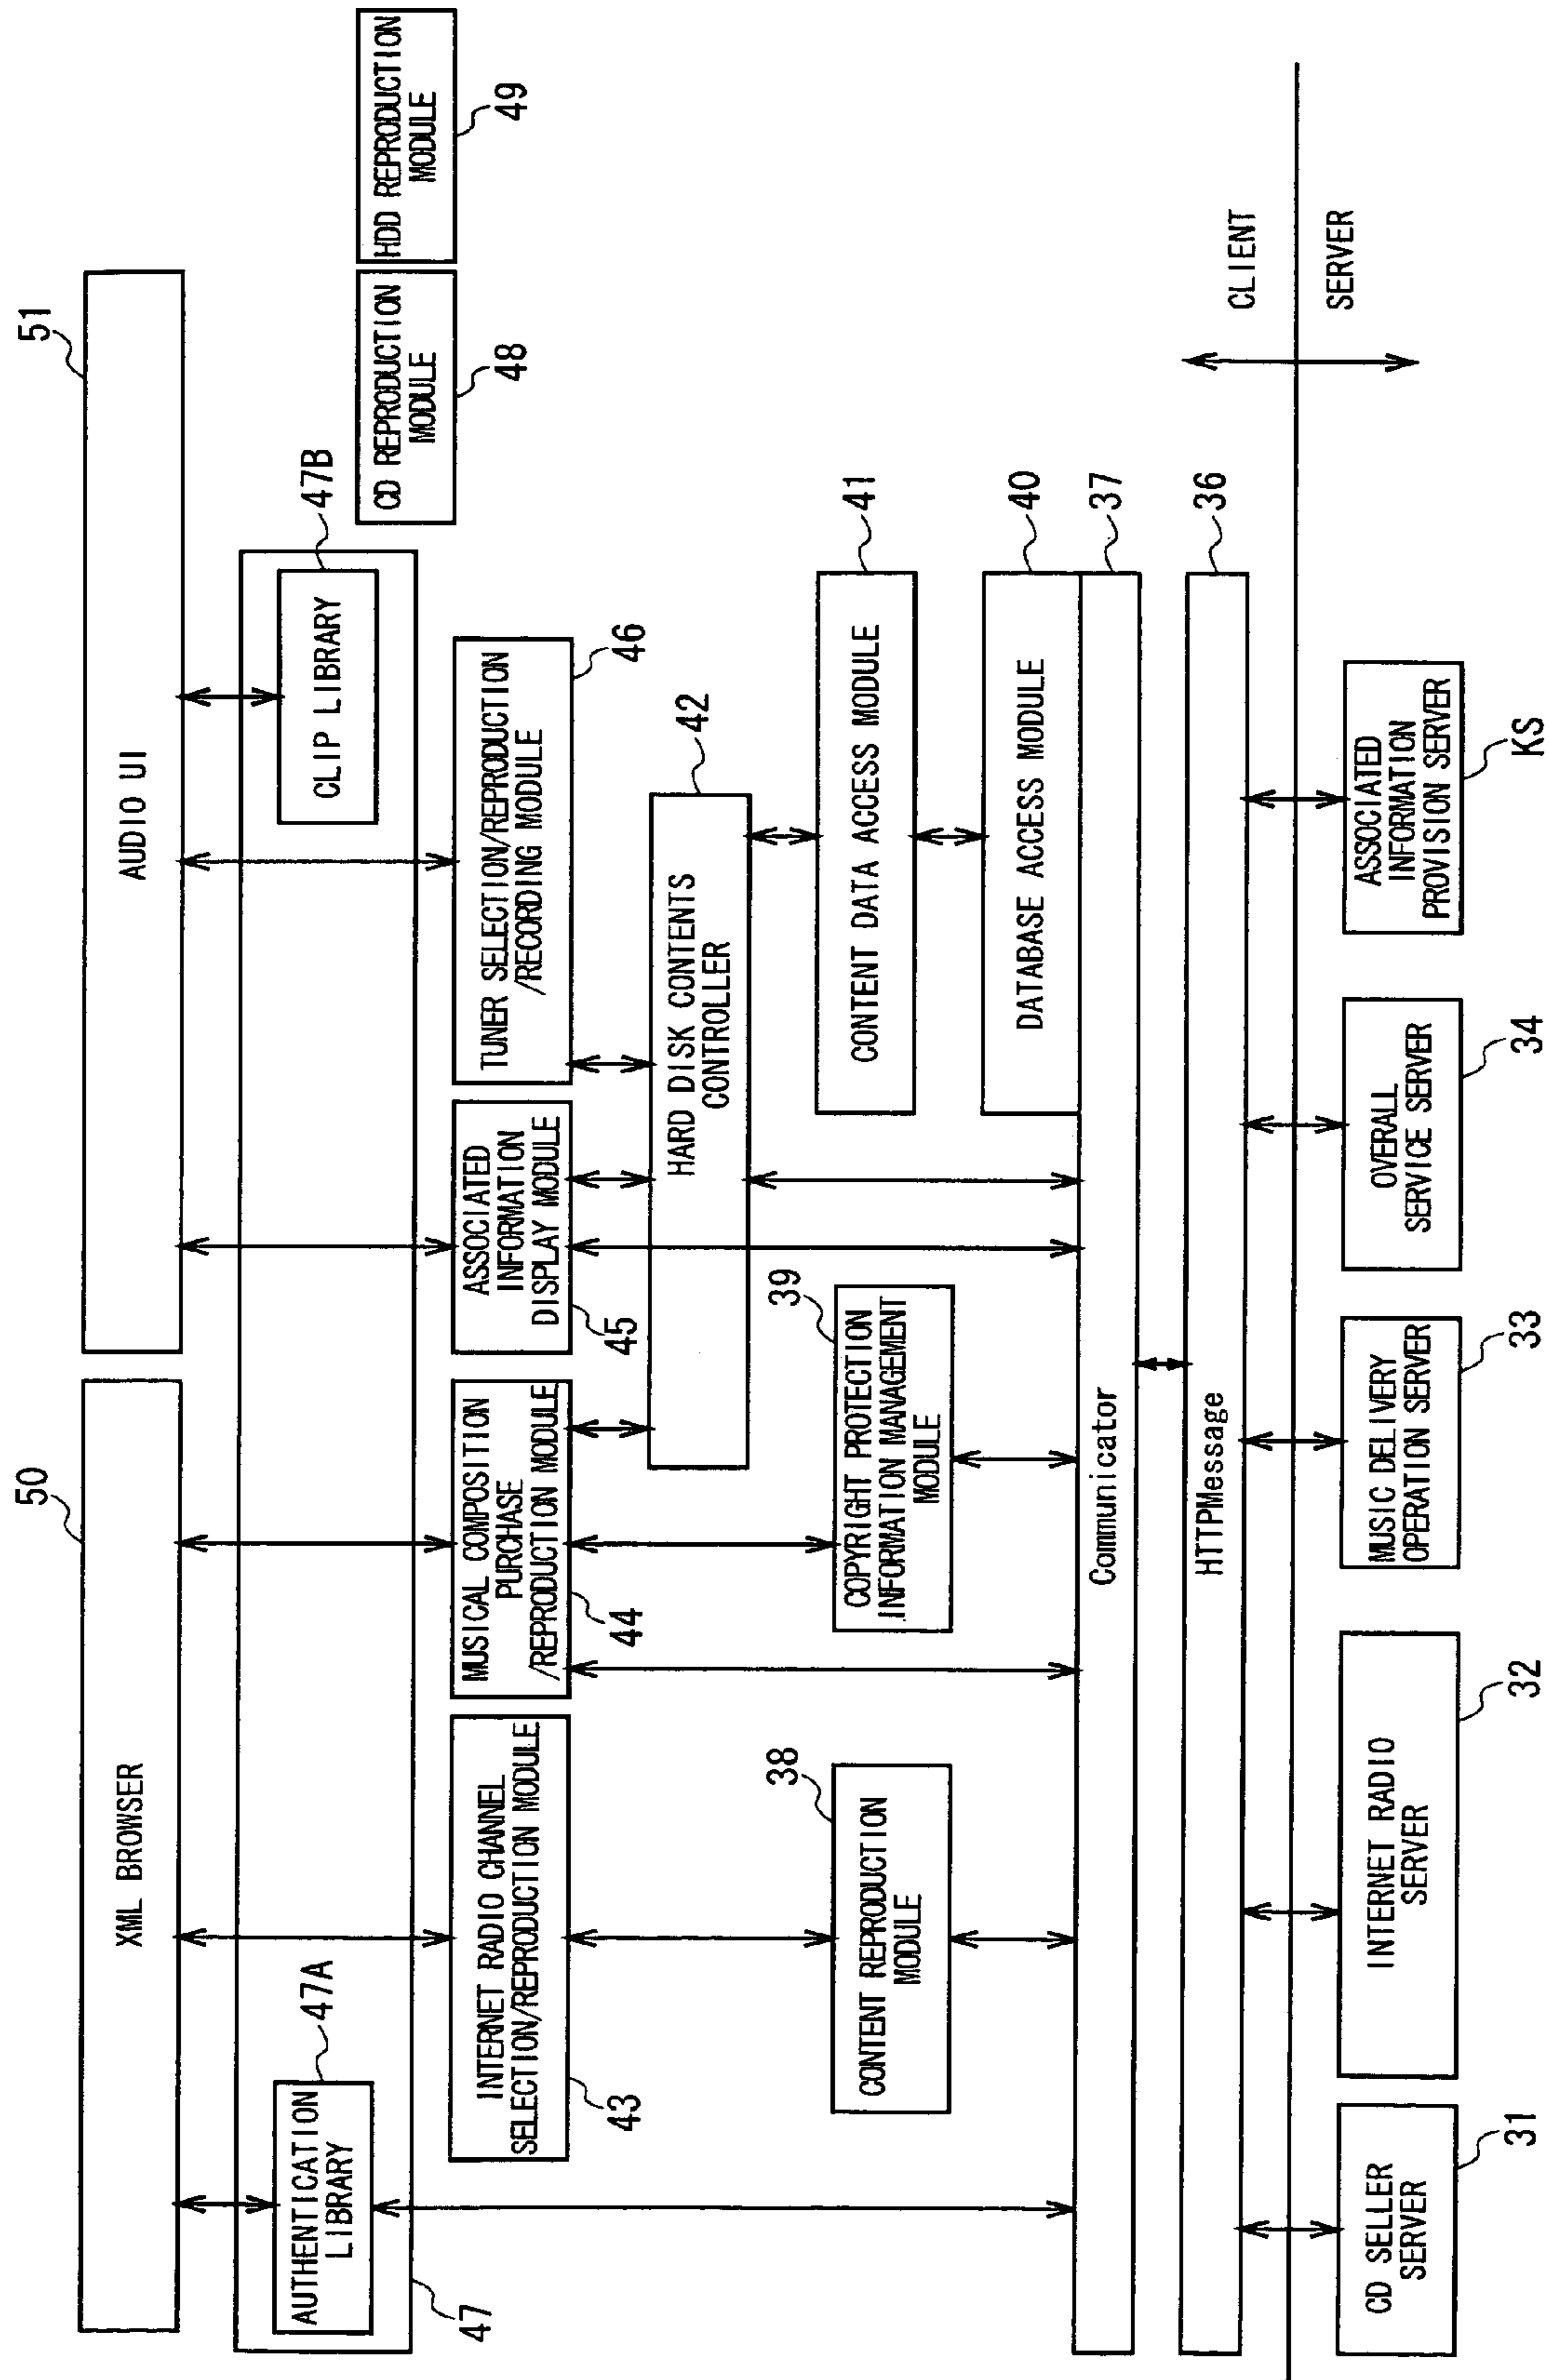 50
51
XML BROWSER
AUDIO UI
47A
47B
AUTHENTICATION
LIBRARY
CLIP LIBRARY
47
CD REPRODUCTION
MODULE
48
HDD REPRODUCTION
MODULE
49
INTERNET RADIO CHANNEL
SELECTION/REPRODUCTION MODULE
43
MUSICAL COMPOSITION
PURCHASE
/REPRODUCTION MODULE
44
ASSOCIATED
INFORMATION
DISPLAY MODULE
45
TUNER SELECTION/REPRODUCTION
/RECORDING MODULE
46
HARD DISK CONTENTS
CONTROLLER
42
38
CONTENT REPRODUCTION
MODULE
39
COPYRIGHT PROTECTION
INFORMATION MANAGEMENT
MODULE
CONTENT DATA ACCESS MODULE
41
DATABASE ACCESS MODULE
40
Communicator
37
HTTPMessage
36
CLIENT
SERVER
CD SELLER
SERVER
31
INTERNET RADIO
SERVER
32
MUSIC DELIVERY
OPERATION SERVER
33
OVERALL
SERVICE SERVER
34
ASSOCIATED
INFORMATION
PROVISION SERVER
KS